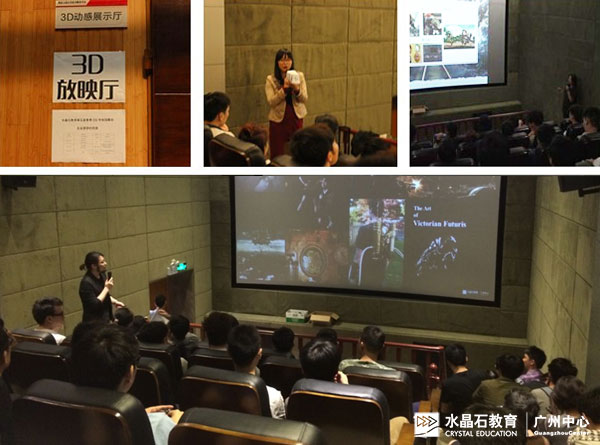 3D动感展示厅
3D
放映厅
The Art
of
Victorian Futuris
水晶石教育
CRYSTAL EDUCATION
广州中心
GuangzhouCenter